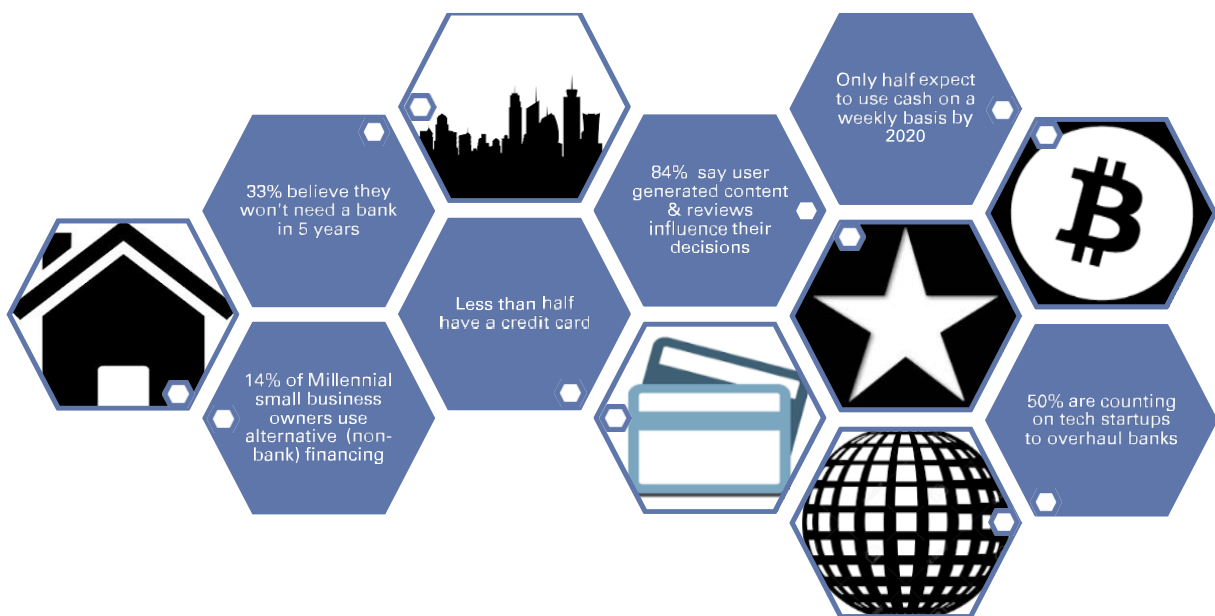 33% believe they
won't need a bank
in 5 years
14% of Millennial
small business
owners use
alternative (non-
bank) financing
Less than half
have a credit card
84% say user
generated content
& reviews
influence their
decisions
Only half expect
to use cash on a
weekly basis by
2020
50% are counting
on tech startups
to overhaul banks